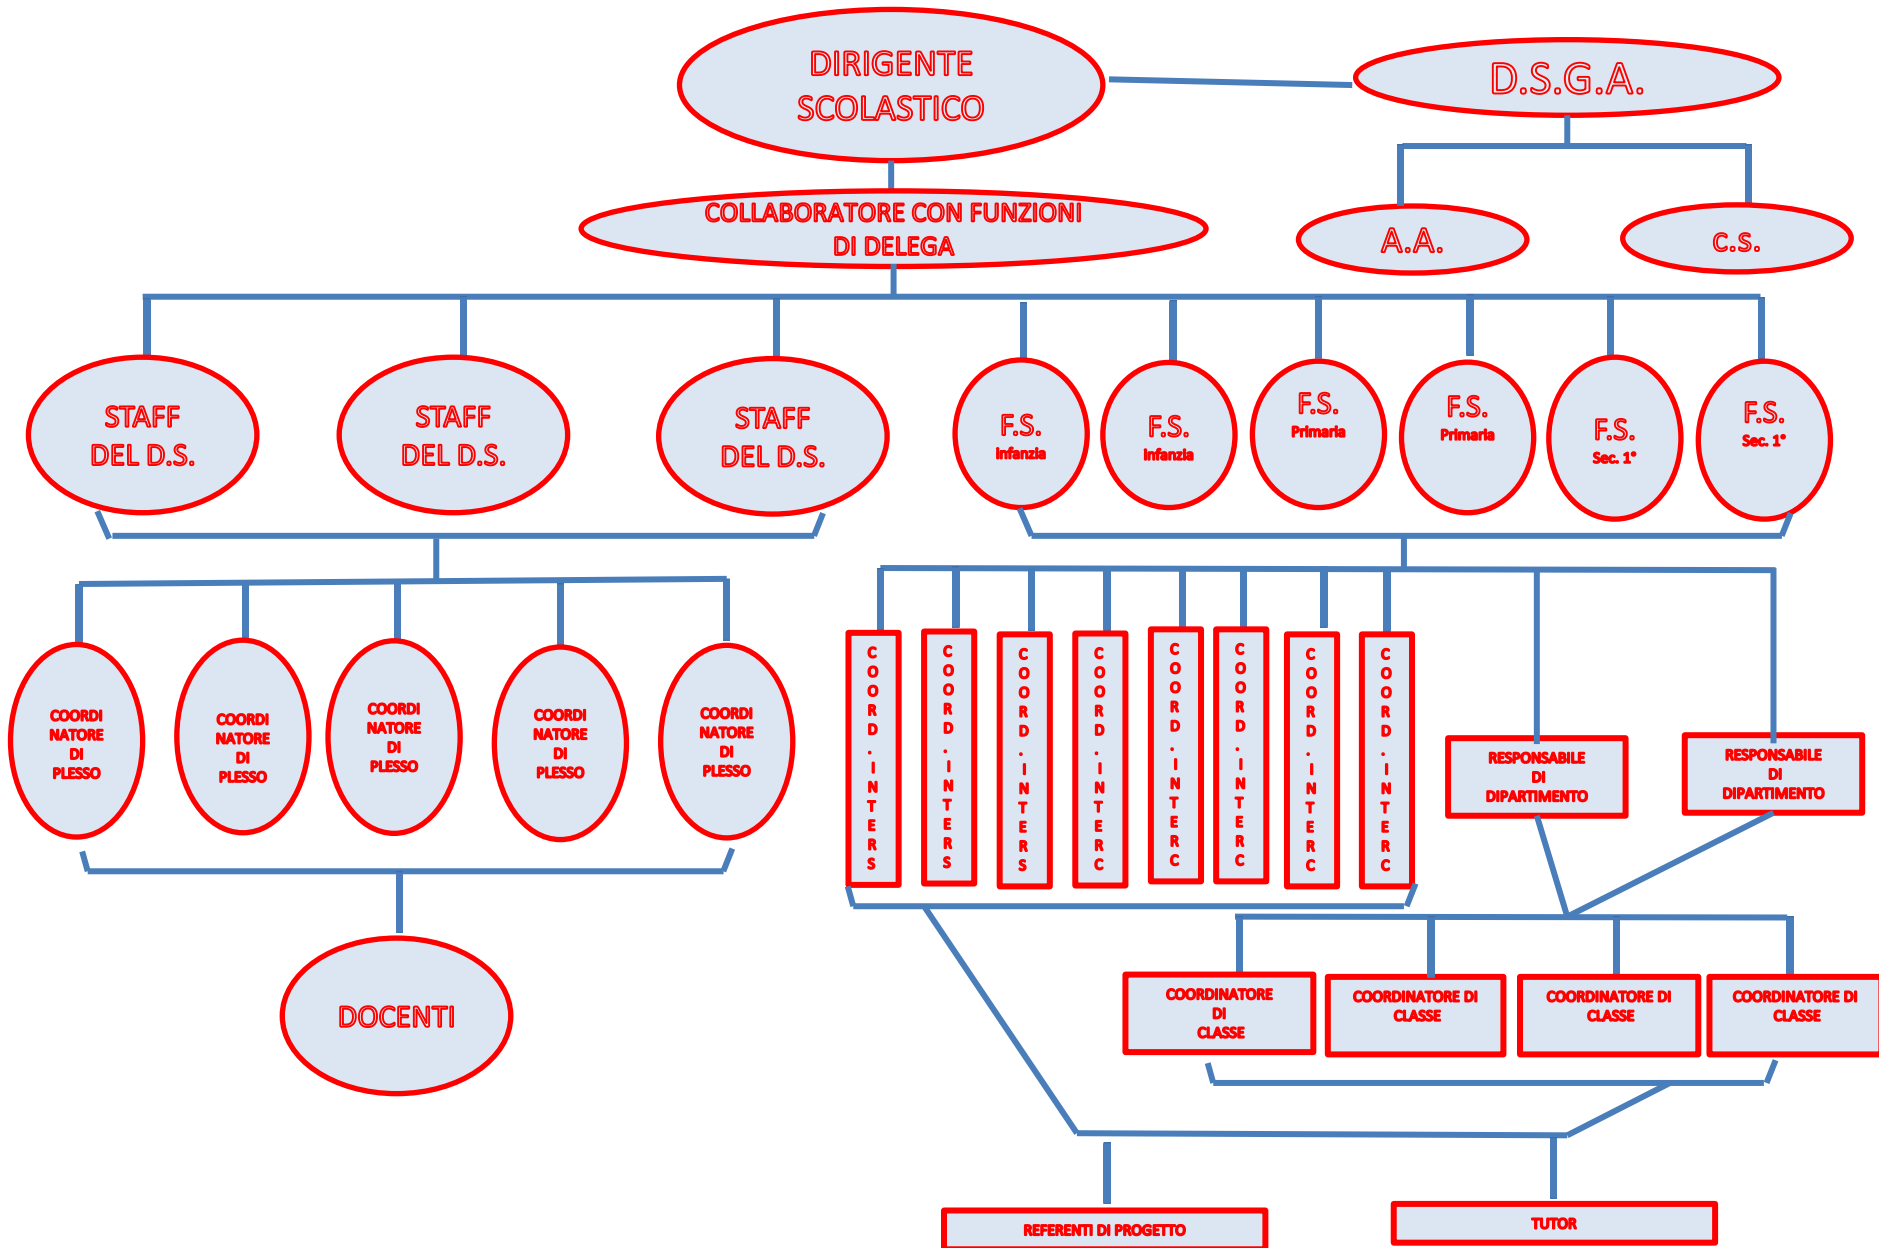 DIRIGENTE
SCOLASTICO
D.S.G.A.
COLLABORATORE CON FUNZIONI
DI DELEGA
A.A.
c.s.
STAFF
DEL D.S.
STAFF
DEL D.S.
STAFF
DEL D.S.
F.S.
Infanzia
F.S.
Infanzia
F.S.
Primaria
F.S.
Primaria
F.S.
Sec. 1°
F.S.
Sec. 1°
COORDI
NATORE
DI
PLESSO
COORDI
NATORE
DI
PLESSO
COORDI
NATORE
DI
PLESSO
COORDI
NATORE
DI
PLESSO
COORDI
NATORE
DI
PLESSO
COORD.INTERS
COORD.INTERS
COORD.INTERS
COORD.INTERC
COORD.INTERC
COORD.INTERC
COORD.INTERC
COORD.INTERC
RESPONSABILE
DI
DIPARTIMENTO
RESPONSABILE
DI
DIPARTIMENTO
DOCENTI
COORDINATORE
DI
CLASSE
COORDINATORE DI
CLASSE
COORDINATORE DI
CLASSE
COORDINATORE DI
CLASSE
REFERENTI DI PROGETTO
TUTOR